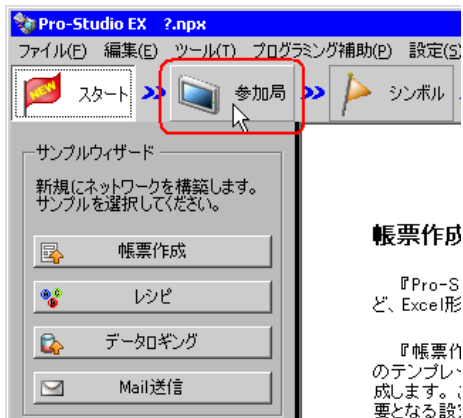 Pro-Studio EX ?.npx
ファイル(F) 編集(E) ツール(T) プログラミング補助(P) 設定(S)
NEW スタート 参加局 シンボル
サンプルウィザード
新規にネットワークを構築します。
サンプルを選択してください。
帳票作成
レシピ
データロギング
Mail送信
帳票作成
『Pro-S
ど、Excel形
『帳票作
のテンプレー
成します。
要となる設定